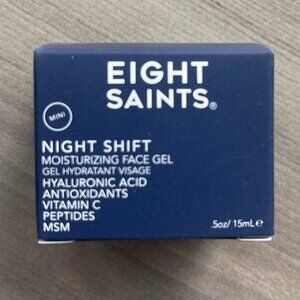 EIGHT
SAINTS®
MINI
NIGHT SHIFT
MOISTURIZING FACE GEL
GEL HYDRATANT VISAGE
HYALURONIC ACID
ANTIOXIDANTS
VITAMIN C
PEPTIDES
MSM
.5oz/ 15mL℮